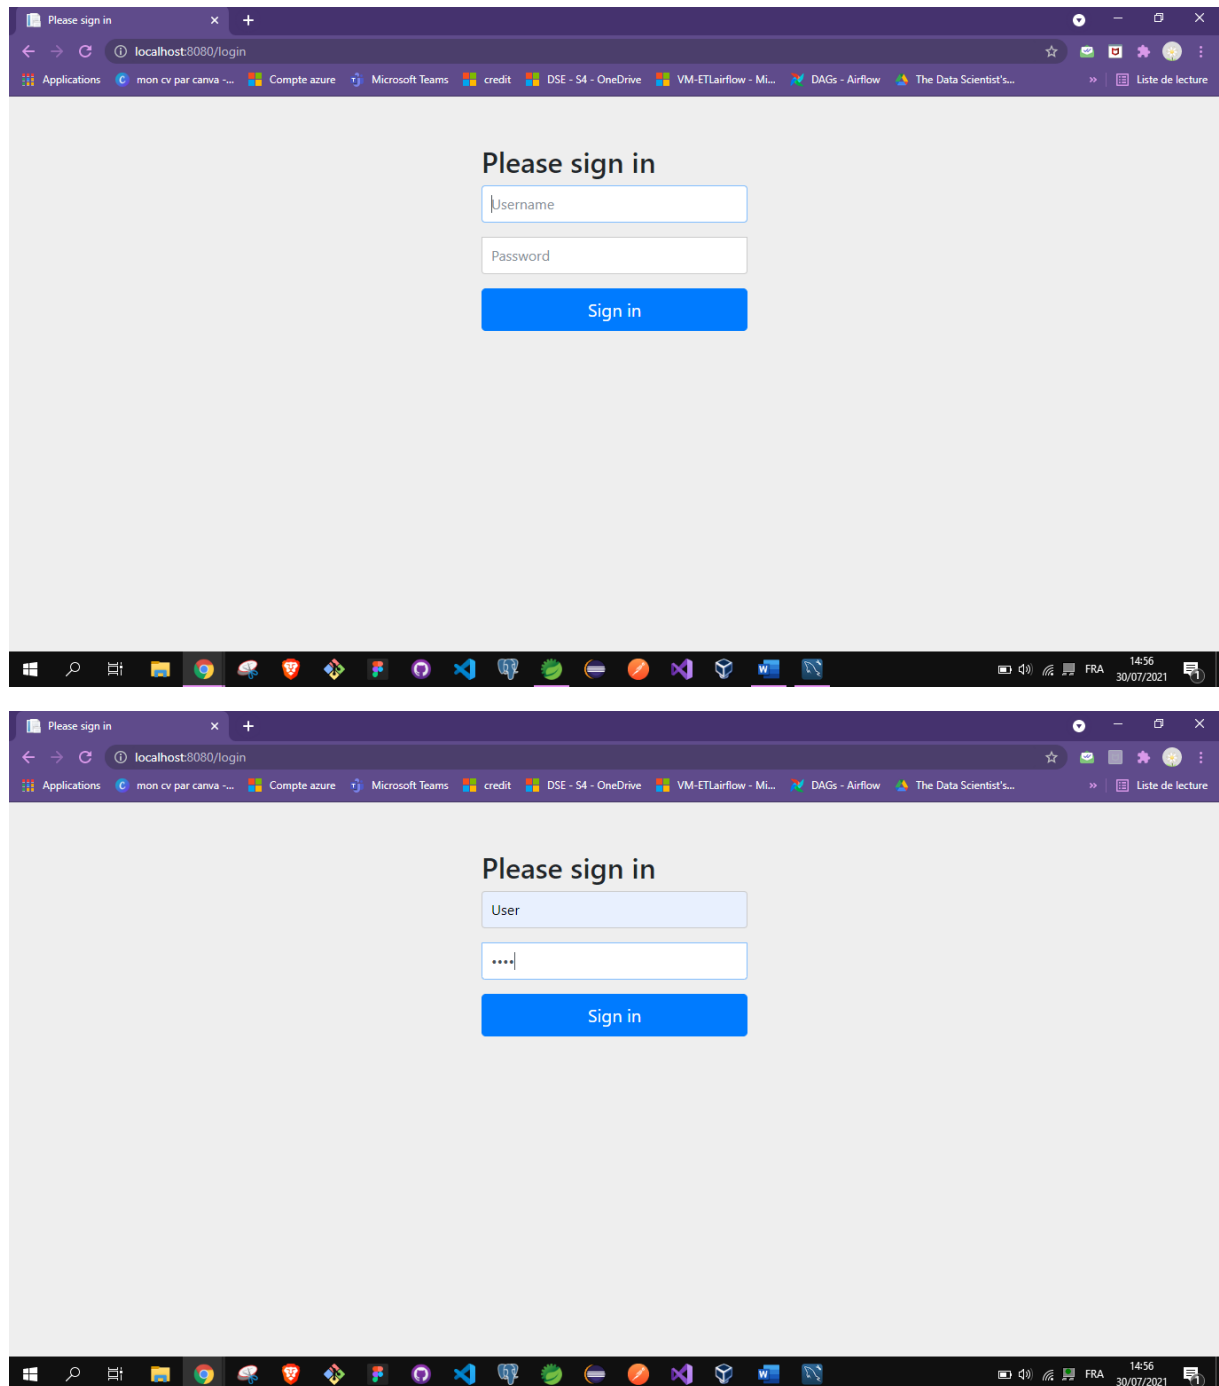 Please sign in
localhost:8080/login
Applications mon cv par canva -... Compte azure Microsoft Teams credit DSE - S4 - OneDrive VM-ETLairflow - Mi... DAGs - Airflow The Data Scientist's... » Liste de lecture
Please sign in
Username
Password
Sign in
FRA 14:56
30/07/2021
Please sign in
localhost:8080/login
Applications mon cv par canva -... Compte azure Microsoft Teams credit DSE - S4 - OneDrive VM-ETLairflow - Mi... DAGs - Airflow The Data Scientist's... » Liste de lecture
Please sign in
User
••••
Sign in
FRA 14:56
30/07/2021